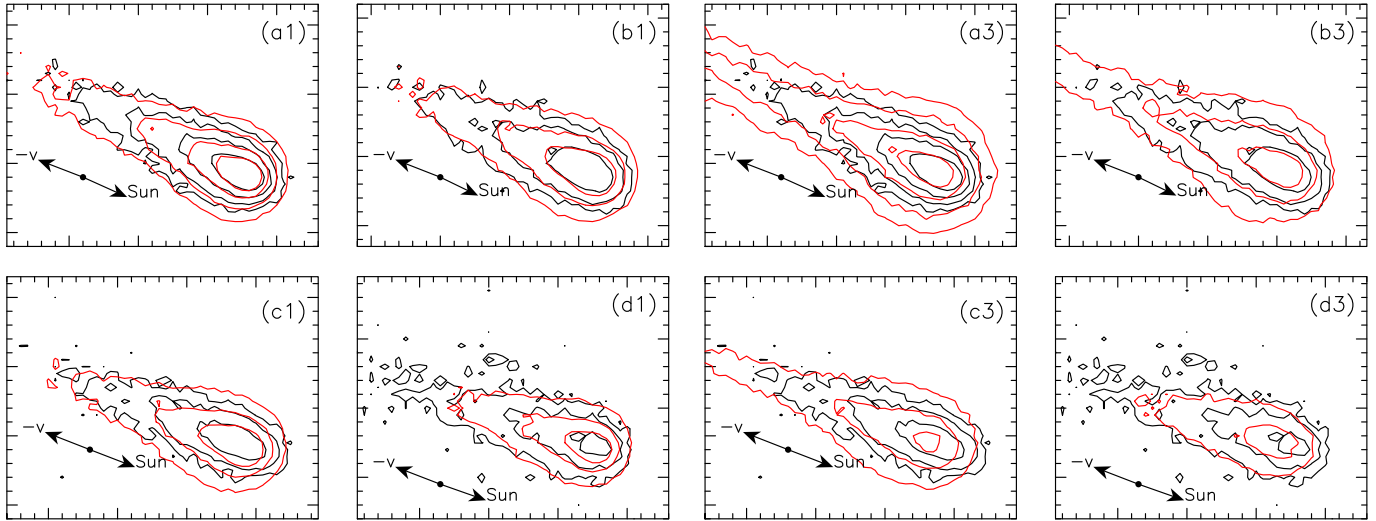 (a1)
−v
Sun
(b1)
−v
Sun
(a3)
−v
Sun
(b3)
−v
Sun
(c1)
−v
Sun
(d1)
−v
Sun
(c3)
−v
Sun
(d3)
−v
Sun